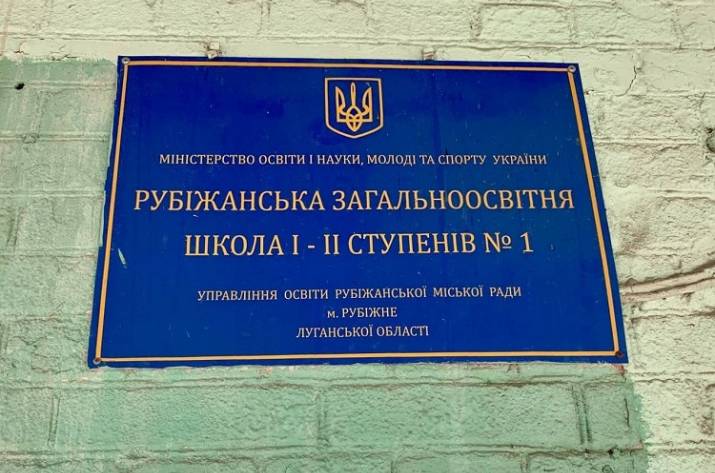 МІНІСТЕРСТВО ОСВІТИ І НАУКИ, МОЛОДІ ТА СПОРТУ УКРАЇНИ
РУБІЖАНСЬКА ЗАГАЛЬНООСВІТНЯ
ШКОЛА І - ІІ СТУПЕНІВ № 1
УПРАВЛІННЯ ОСВІТИ РУБІЖАНСЬКОЇ МІСЬКОЇ РАДИ
м. РУБІЖНЕ
ЛУГАНСЬКОЇ ОБЛАСТІ